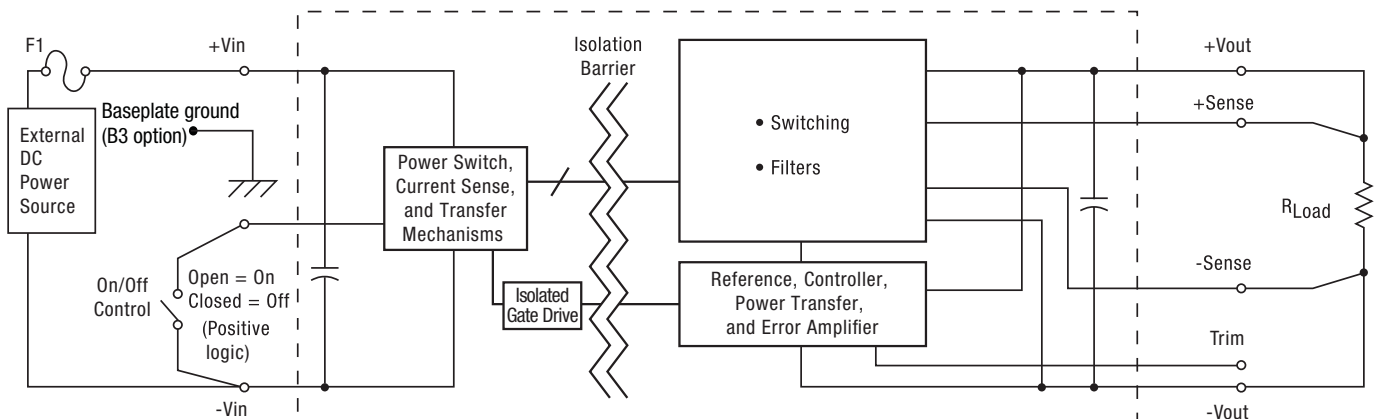 F1
+Vin
Isolation
Barrier
+Vout
Baseplate ground
(B3 option)
+Sense
External
DC
Power
Source
• Switching
• Filters
Power Switch,
Current Sense,
and Transfer
Mechanisms
RLoad
On/Off
Control
Open = On
Closed = Off
(Positive
logic)
Isolated
Gate Drive
Reference, Controller,
Power Transfer,
and Error Amplifier
-Sense
Trim
-Vin
-Vout